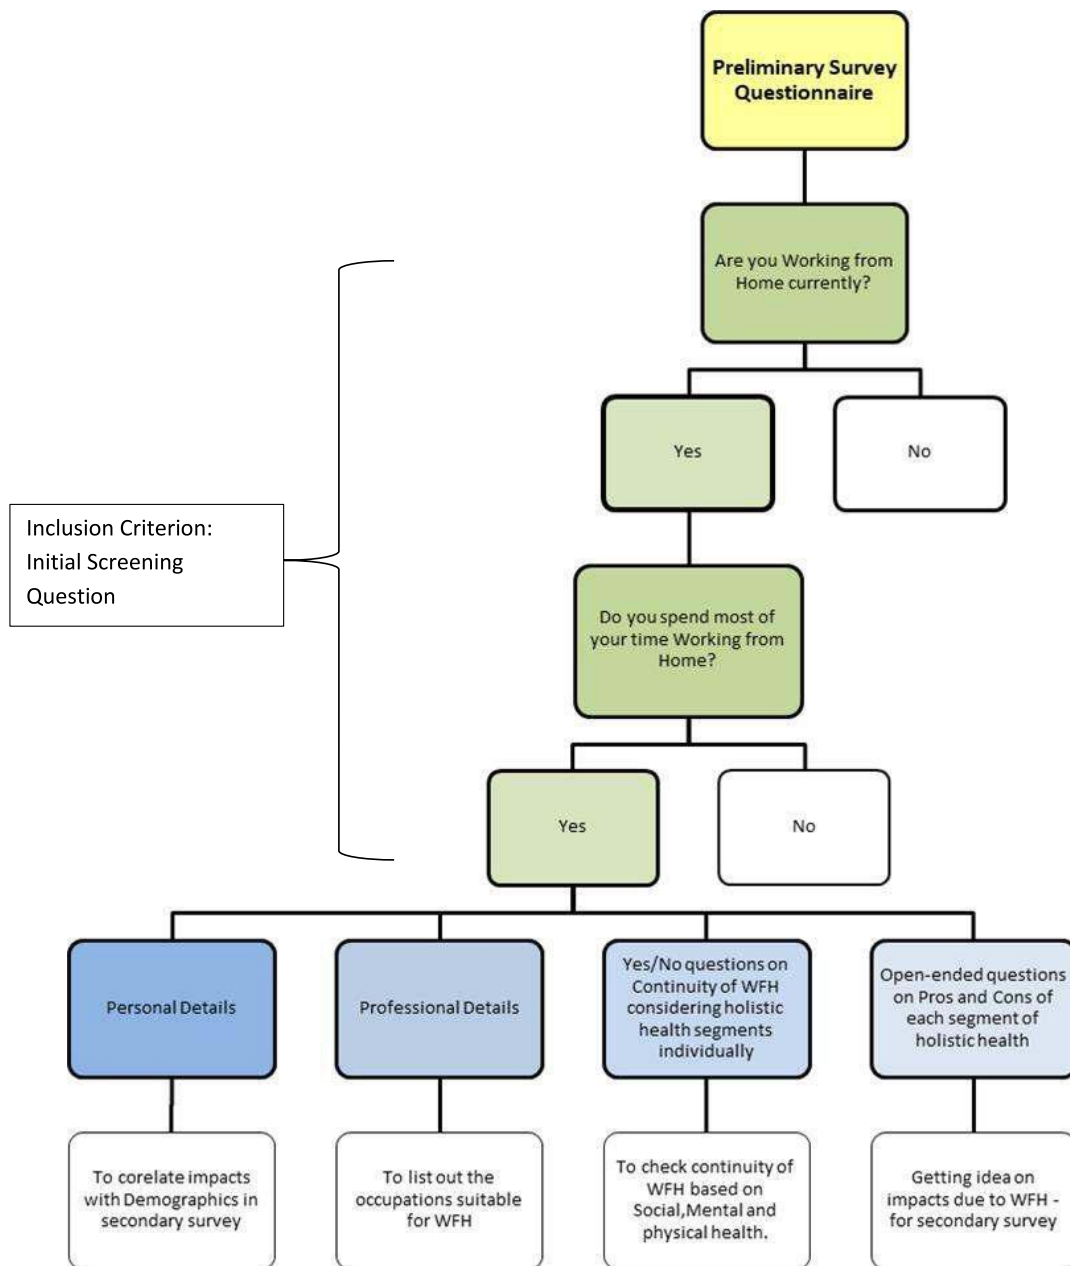 Preliminary Survey
Questionnaire
Are you Working from
Home currently?
Yes
No
Inclusion Criterion:
Initial Screening
Question
Do you spend most of
your time Working from
Home?
Yes
No
Personal Details
Professional Details
Yes/No questions on
Continuity of WFH
considering holistic
health segments
individually
Open-ended questions
on Pros and Cons of
each segment of
holistic health
To corelate impacts
with Demographics in
secondary survey
To list out the
occupations suitable
for WFH
To check continuity of
WFH based on
Social,Mental and
physical health.
Getting idea on
impacts due to WFH -
for secondary survey